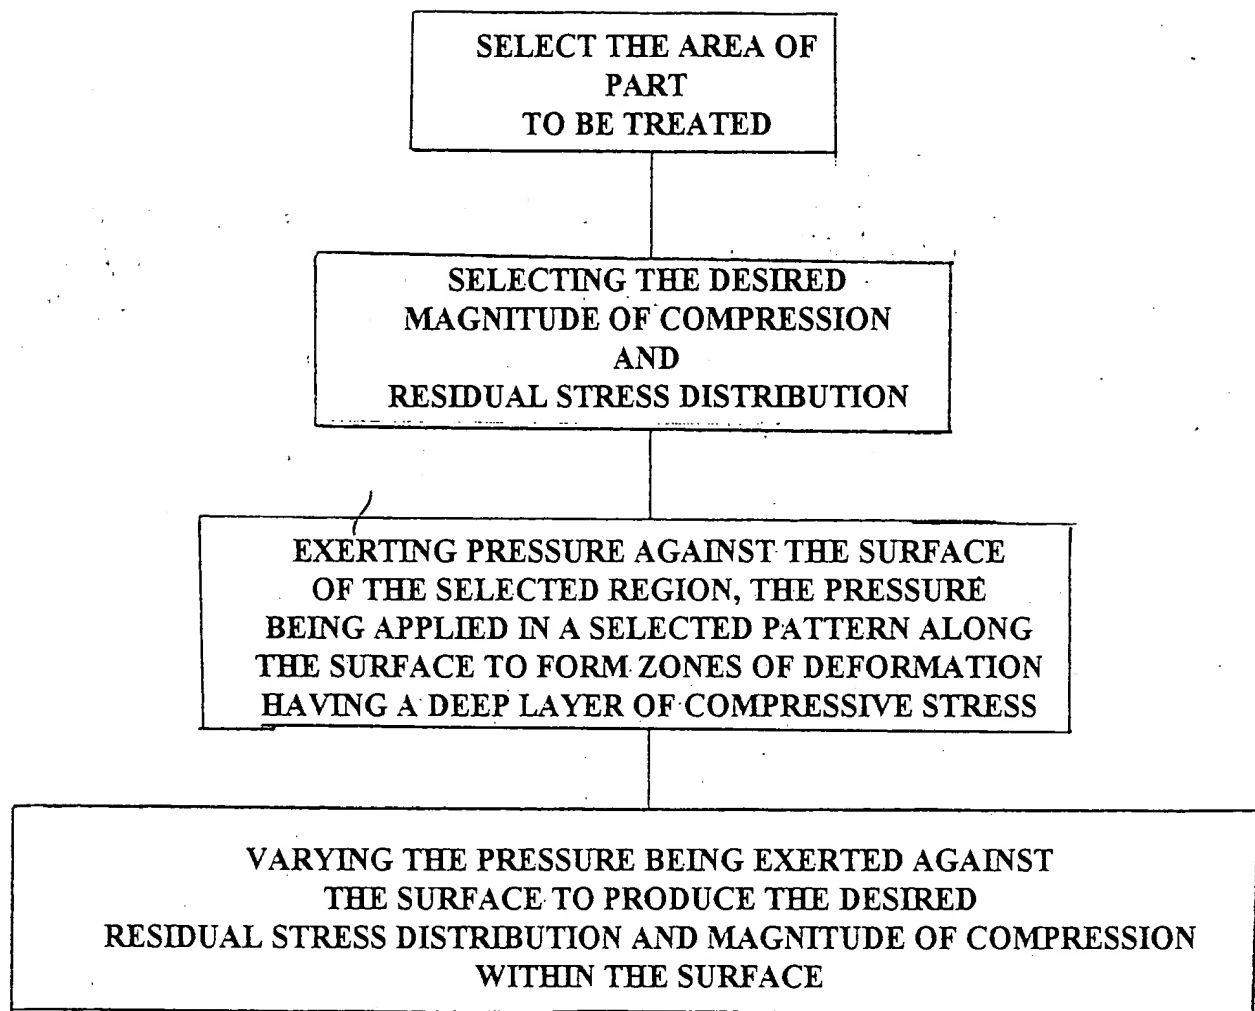 SELECT THE AREA OF
PART
TO BE TREATED
SELECTING THE DESIRED
MAGNITUDE OF COMPRESSION
AND
RESIDUAL STRESS DISTRIBUTION
EXERTING PRESSURE AGAINST THE SURFACE
OF THE SELECTED REGION, THE PRESSURE
BEING APPLIED IN A SELECTED PATTERN ALONG
THE SURFACE TO FORM ZONES OF DEFORMATION
HAVING A DEEP LAYER OF COMPRESSIVE STRESS
VARYING THE PRESSURE BEING EXERTED AGAINST
THE SURFACE TO PRODUCE THE DESIRED
RESIDUAL STRESS DISTRIBUTION AND MAGNITUDE OF COMPRESSION
WITHIN THE SURFACE